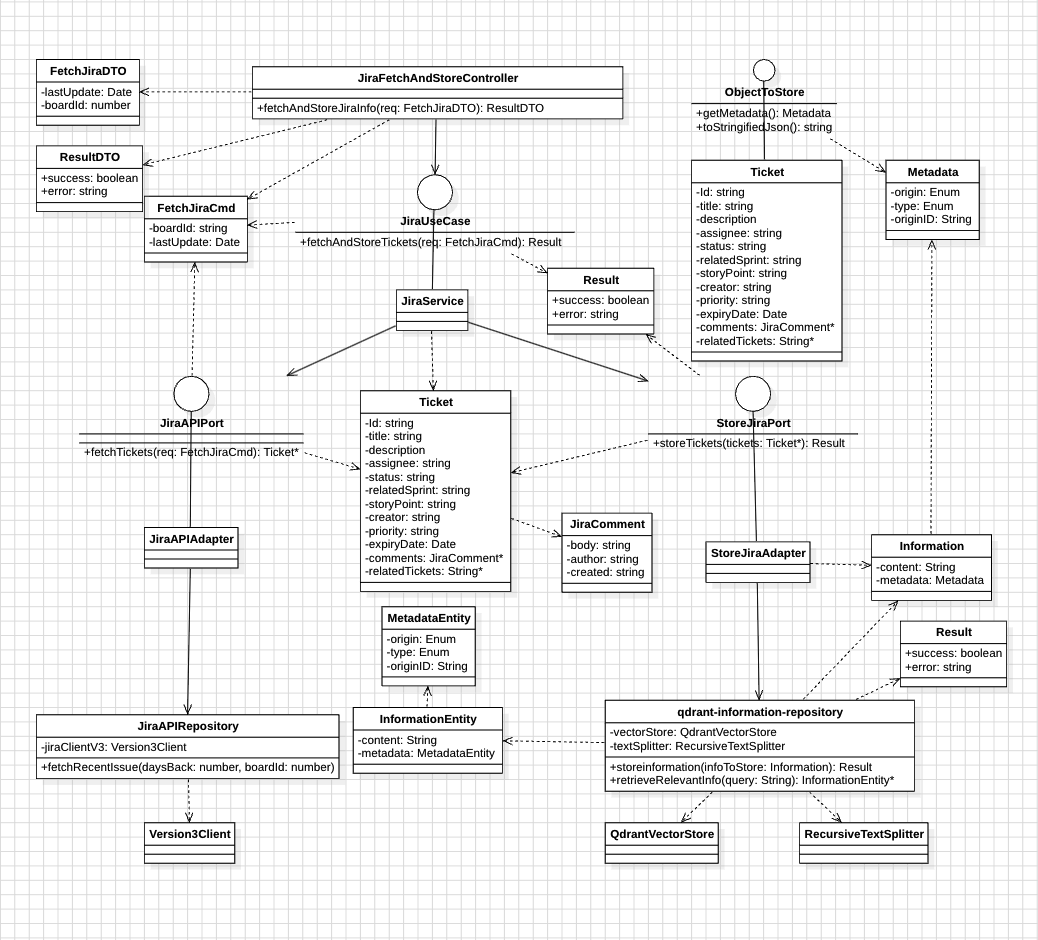 FetchJiraDTO
-lastUpdate: Date
-boardId: number
JiraFetchAndStoreController
+fetchAndStoreJiraInfo(req: FetchJiraDTO): ResultDTO
ObjectToStore
+getMetadata(): Metadata
+toStringifiedJson(): string
ResultDTO
+success: boolean
+error: string
FetchJiraCmd
-boardId: string
-lastUpdate: Date
JiraUseCase
+fetchAndStoreTickets(req: FetchJiraCmd): Result
Ticket
-Id: string
-title: string
-description
-assignee: string
-status: string
-relatedSprint: string
-storyPoint: string
-creator: string
-priority: string
-expiryDate: Date
-comments: JiraComment*
-relatedTickets: String*
Metadata
-origin: Enum
-type: Enum
-originID: String
Result
+success: boolean
+error: string
JiraService
JiraAPIPort
+fetchTickets(req: FetchJiraCmd): Ticket*
Ticket
-Id: string
-title: string
-description
-assignee: string
-status: string
-relatedSprint: string
-storyPoint: string
-creator: string
-priority: string
-expiryDate: Date
-comments: JiraComment*
-relatedTickets: String*
StoreJiraPort
+storeTickets(tickets: Ticket*): Result
JiraAPIAdapter
JiraComment
-body: string
-author: string
-created: string
StoreJiraAdapter
Information
-content: String
-metadata: Metadata
MetadataEntity
-origin: Enum
-type: Enum
-originID: String
Result
+success: boolean
+error: string
JiraAPIRepository
-jiraClientV3: Version3Client
+fetchRecentIssue(daysBack: number, boardId: number)
InformationEntity
-content: String
-metadata: MetadataEntity
qdrant-information-repository
-vectorStore: QdrantVectorStore
-textSplitter: RecursiveTextSplitter
+storeinformation(infoToStore: Information): Result
+retrieveRelevantInfo(query: String): InformationEntity*
Version3Client
QdrantVectorStore
RecursiveTextSplitter